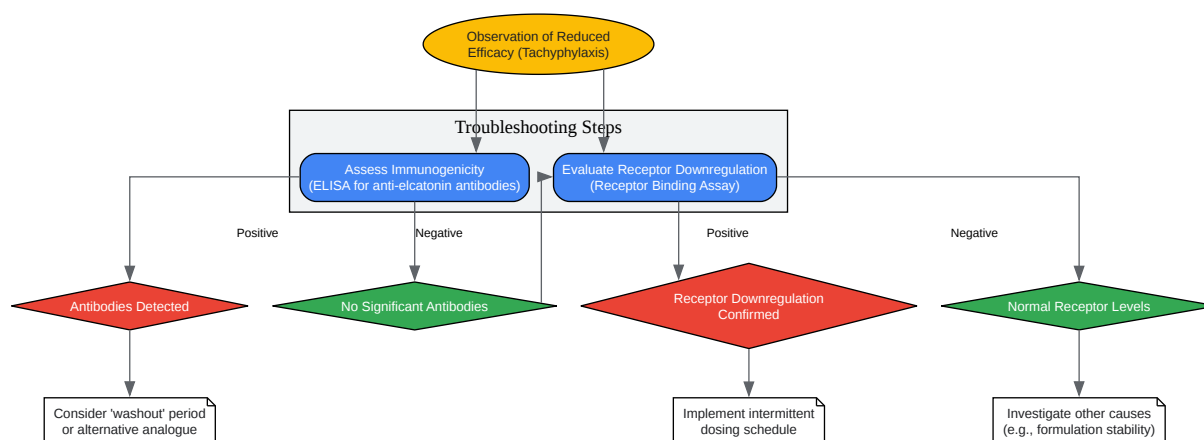 Observation of Reduced
Efficacy (Tachyphylaxis)
Troubleshooting Steps
Assess Immunogenicity
(ELISA for anti-elcatonin antibodies)
Evaluate Receptor Downregulation
(Receptor Binding Assay)
Positive
Negative
Positive
Negative
Antibodies Detected
No Significant Antibodies
Receptor Downregulation
Confirmed
Normal Receptor Levels
Consider 'washout' period
or alternative analogue
Implement intermittent
dosing schedule
Investigate other causes
(e.g., formulation stability)